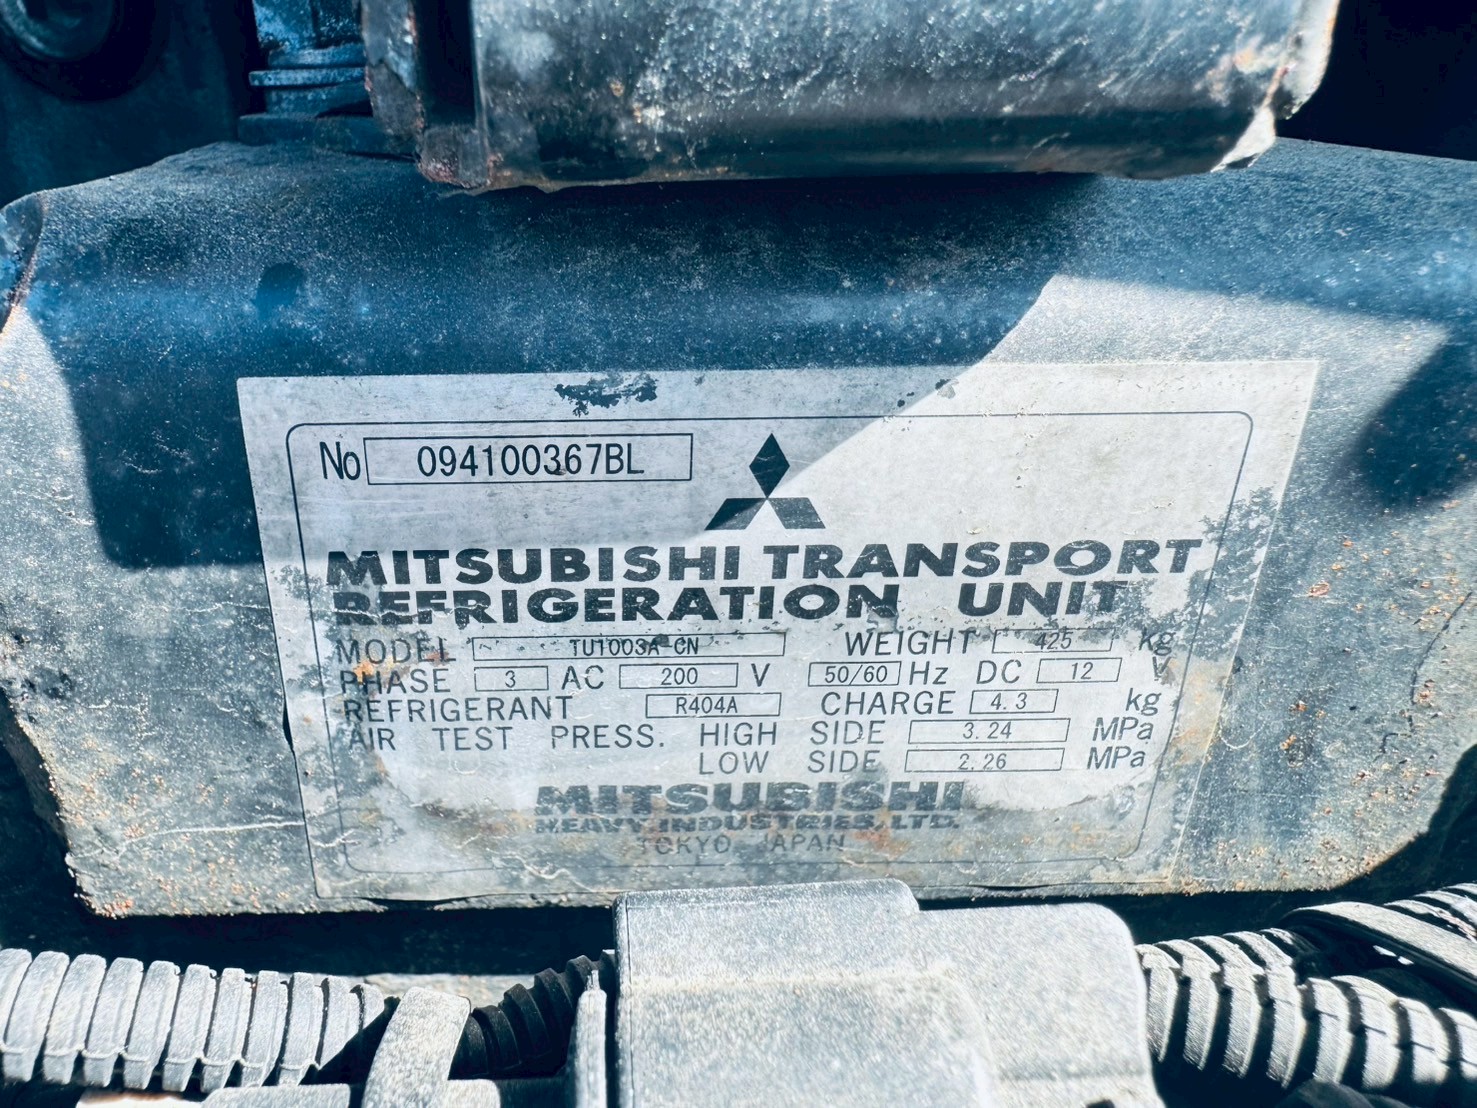 No 094100367BL
MITSUBISHI TRANSPORT
REFRIGERATION UNIT
MODEL TU1003A-CN WEIGHT 425 Kg
PHASE 3 AC 200 V 50/60 Hz DC 12 V
REFRIGERANT R404A CHARGE 4.3 kg
AIR TEST PRESS. HIGH SIDE 3.24 MPa
LOW SIDE 2.26 MPa
MITSUBISHI
HEAVY INDUSTRIES, LTD.
TOKYO JAPAN